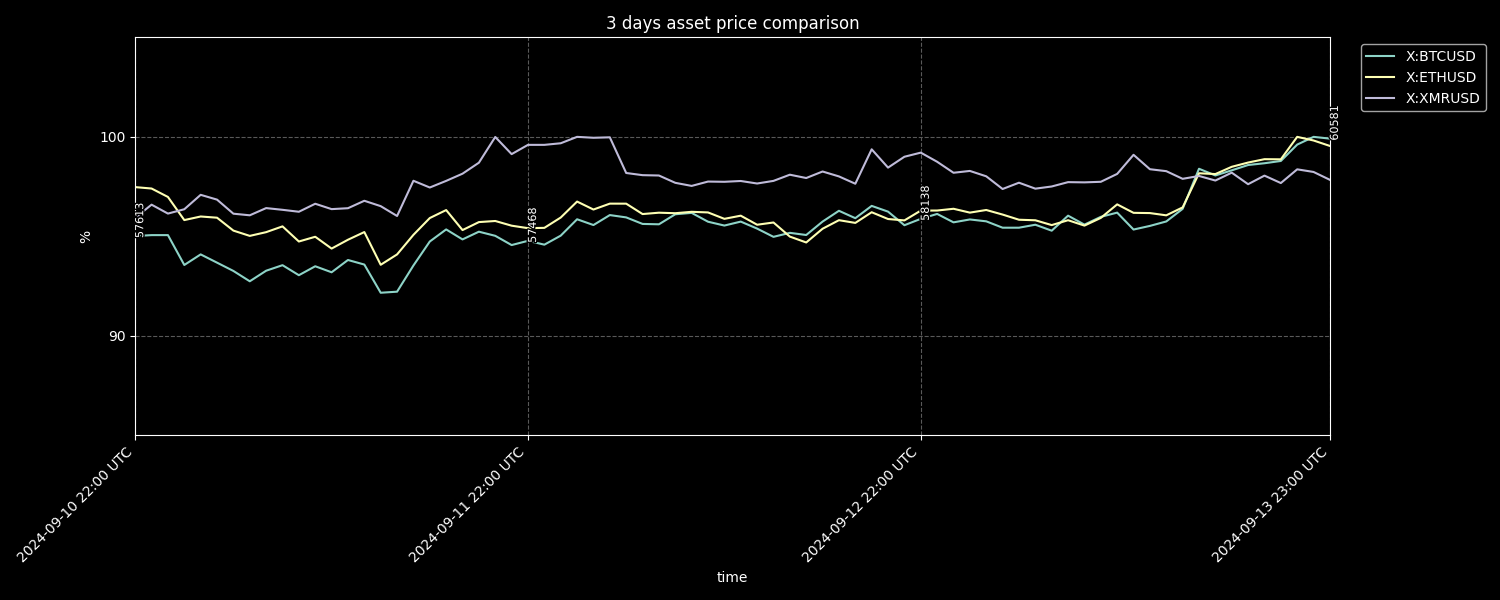 3 days asset price comparison
X:BTCUSD
X:ETHUSD
X:XMRUSD
100
90
%
57613
57468
58138
60581
2024-09-10 22:00 UTC
2024-09-11 22:00 UTC
2024-09-12 22:00 UTC
2024-09-13 23:00 UTC
time